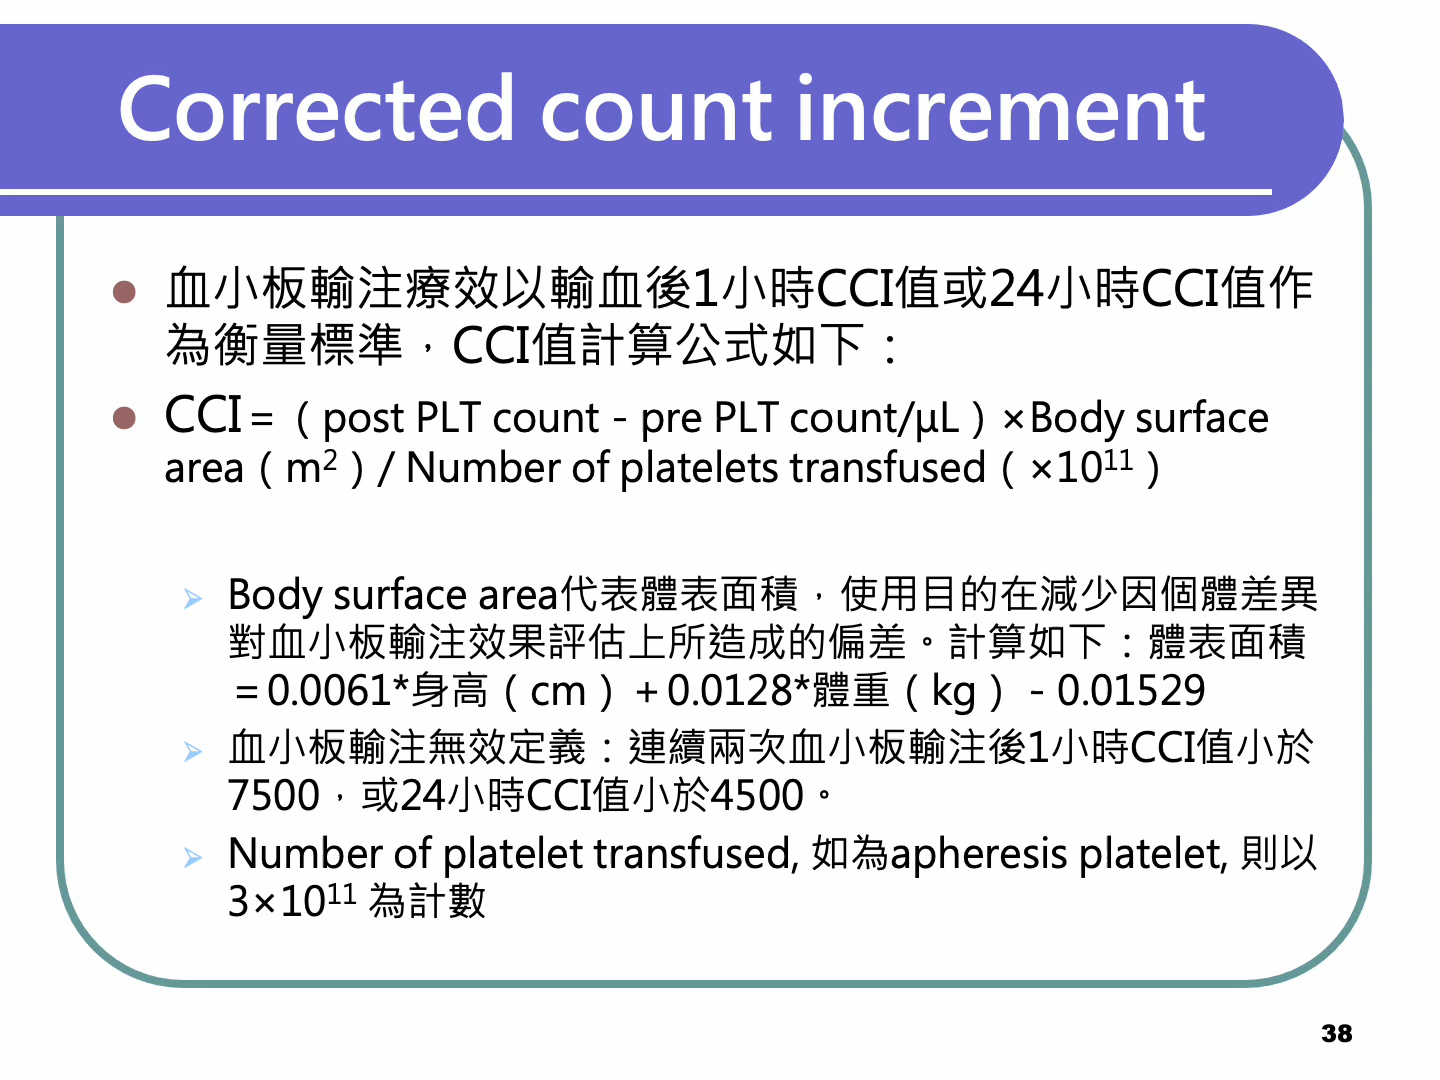 Corrected count increment
血小板輸注療效以輸血後1小時CCI值或24小時CCI值作
為衡量標準，CCI值計算公式如下：
CCI＝（post PLT count－pre PLT count/μL）×Body surface
area（m²）/ Number of platelets transfused（×10¹¹）
Body surface area代表體表面積，使用目的在減少因個體差異
對血小板輸注效果評估上所造成的偏差。計算如下：體表面積
＝0.0061*身高（cm）＋0.0128*體重（kg）－0.01529
血小板輸注無效定義：連續兩次血小板輸注後1小時CCI值小於
7500，或24小時CCI值小於4500。
Number of platelet transfused, 如為apheresis platelet, 則以
3×10¹¹ 為計數
38